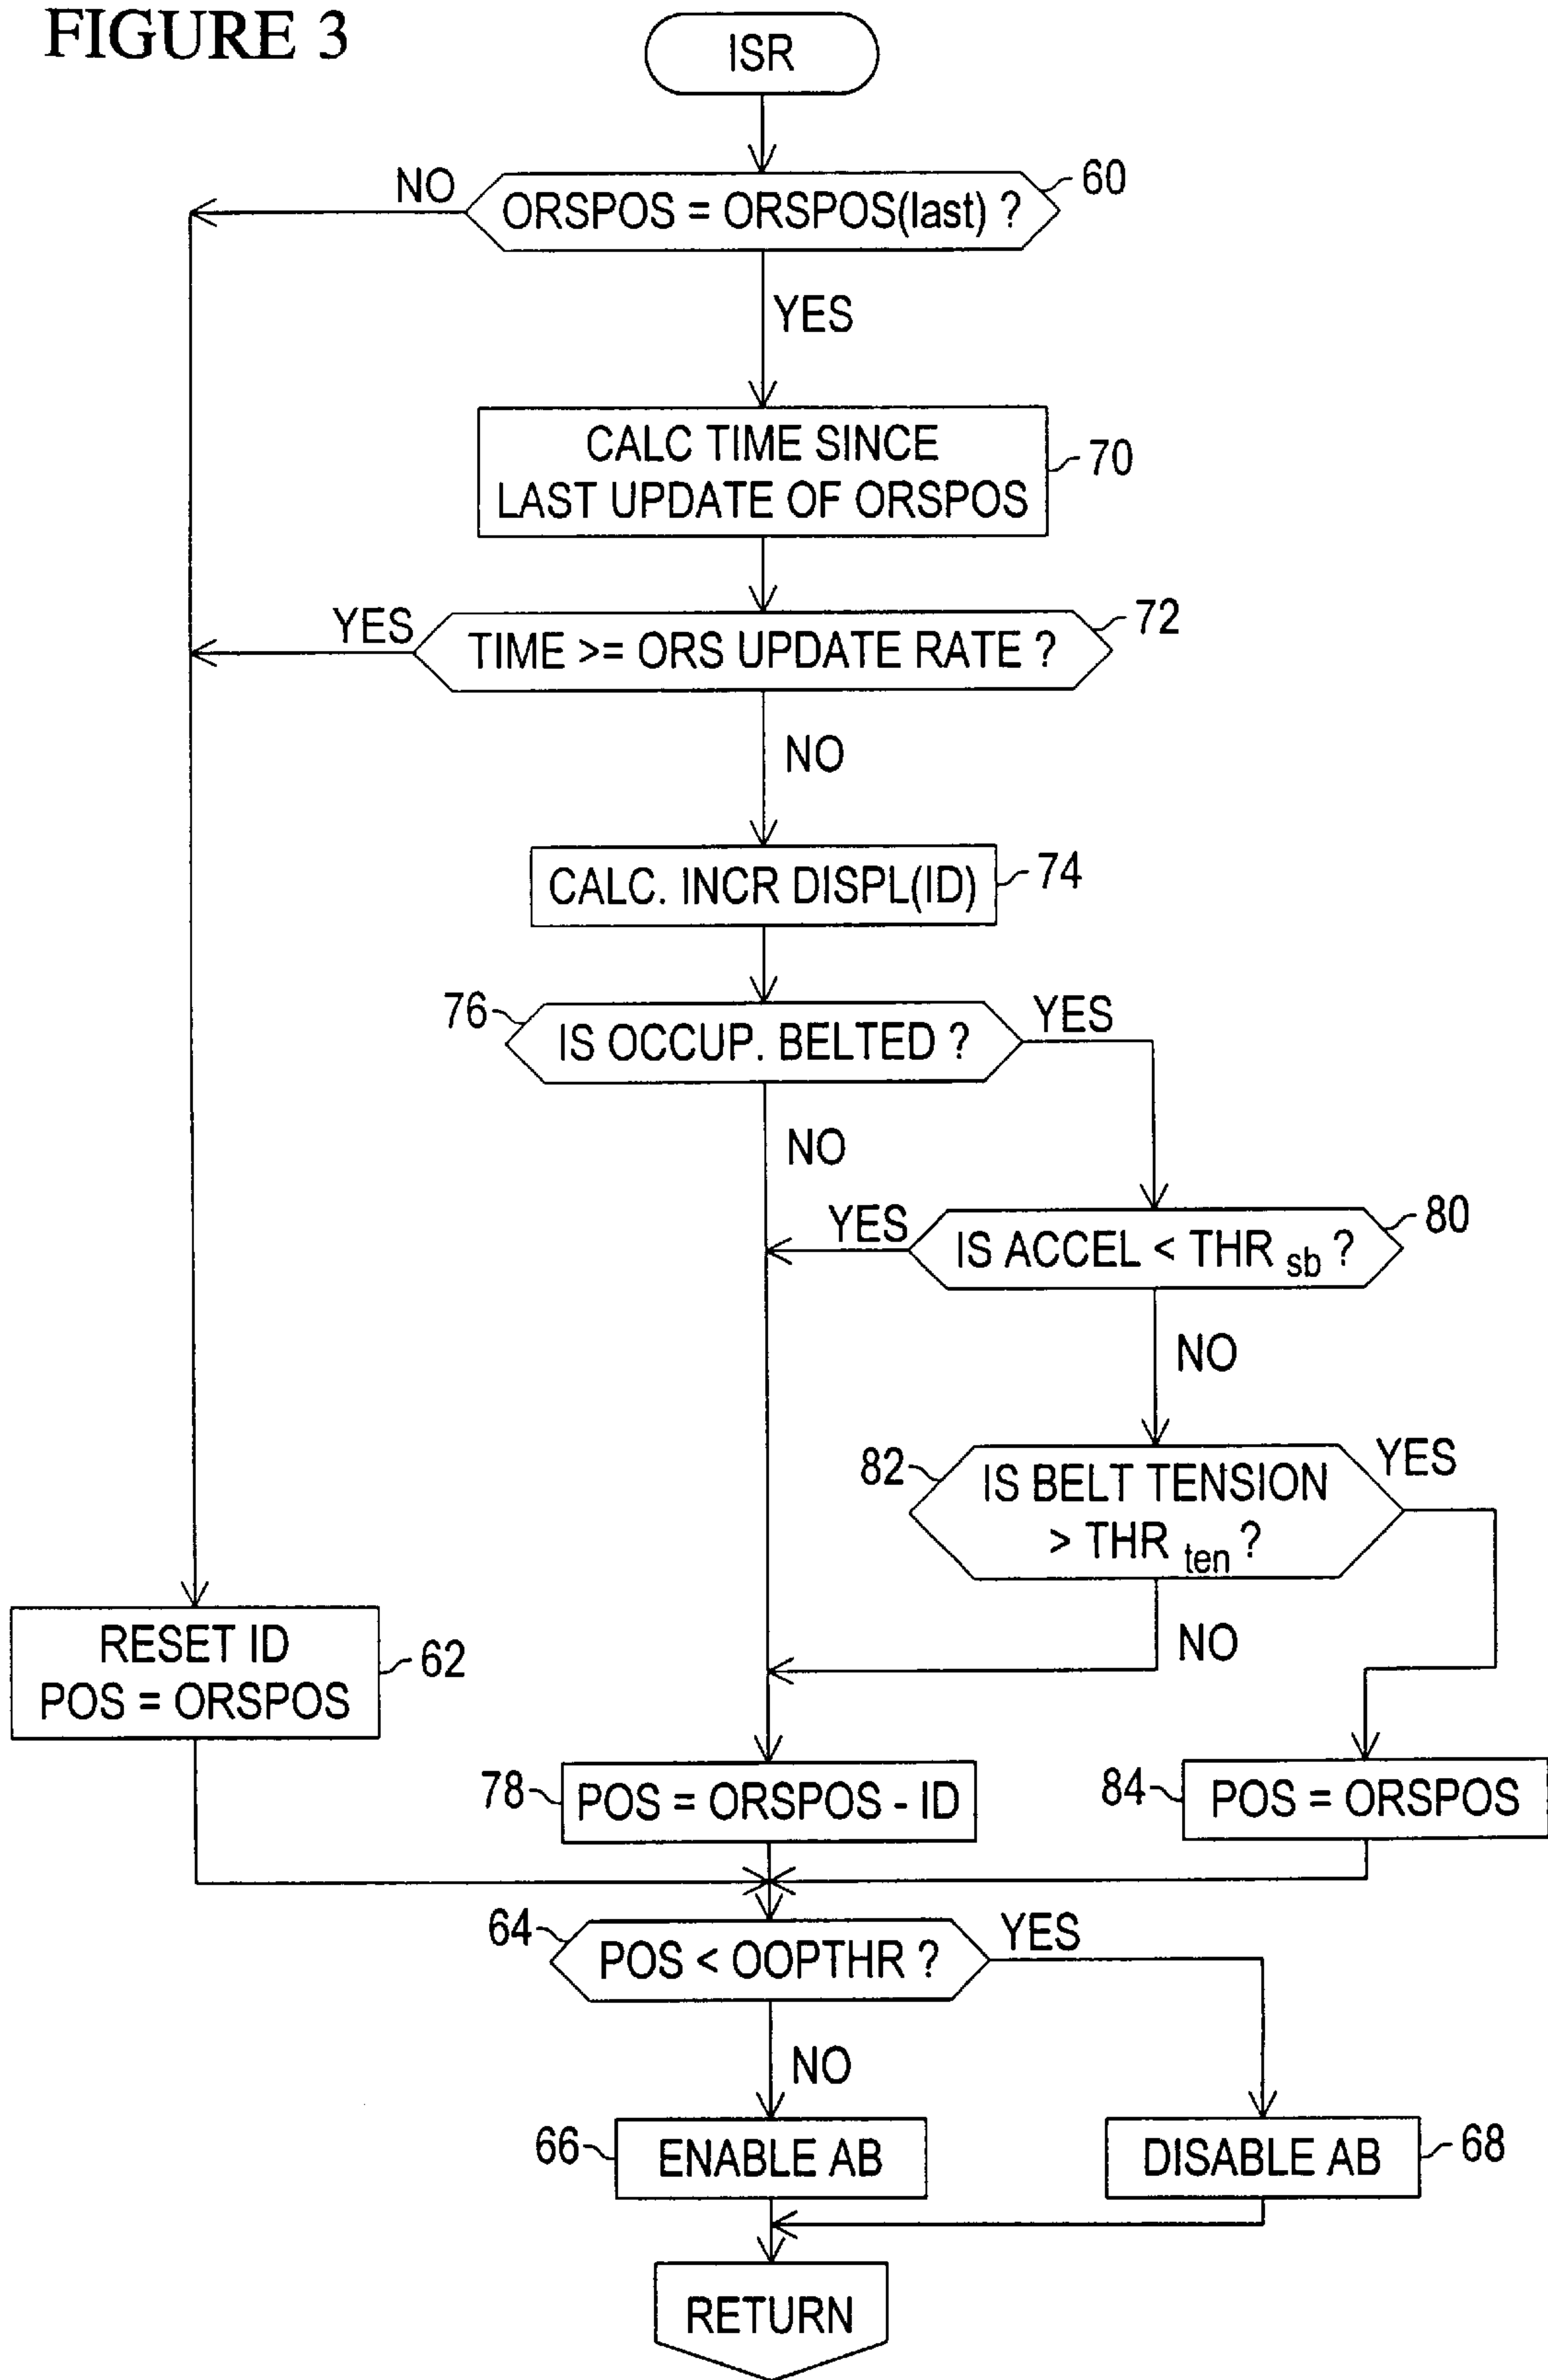 FIGURE 3
ISR
NO
ORSPOS = ORSPOS(last) ?
60
YES
CALC TIME SINCE
LAST UPDATE OF ORSPOS
70
YES
TIME >= ORS UPDATE RATE ?
72
NO
CALC. INCR DISPL(ID)
74
76
IS OCCUP. BELTED ?
YES
NO
YES
IS ACCEL < THR sb ?
80
NO
82
IS BELT TENSION
> THR ten ?
YES
NO
RESET ID
POS = ORSPOS
62
78
POS = ORSPOS - ID
84
POS = ORSPOS
64
POS < OOPTHR ?
YES
NO
66
ENABLE AB
DISABLE AB
68
RETURN